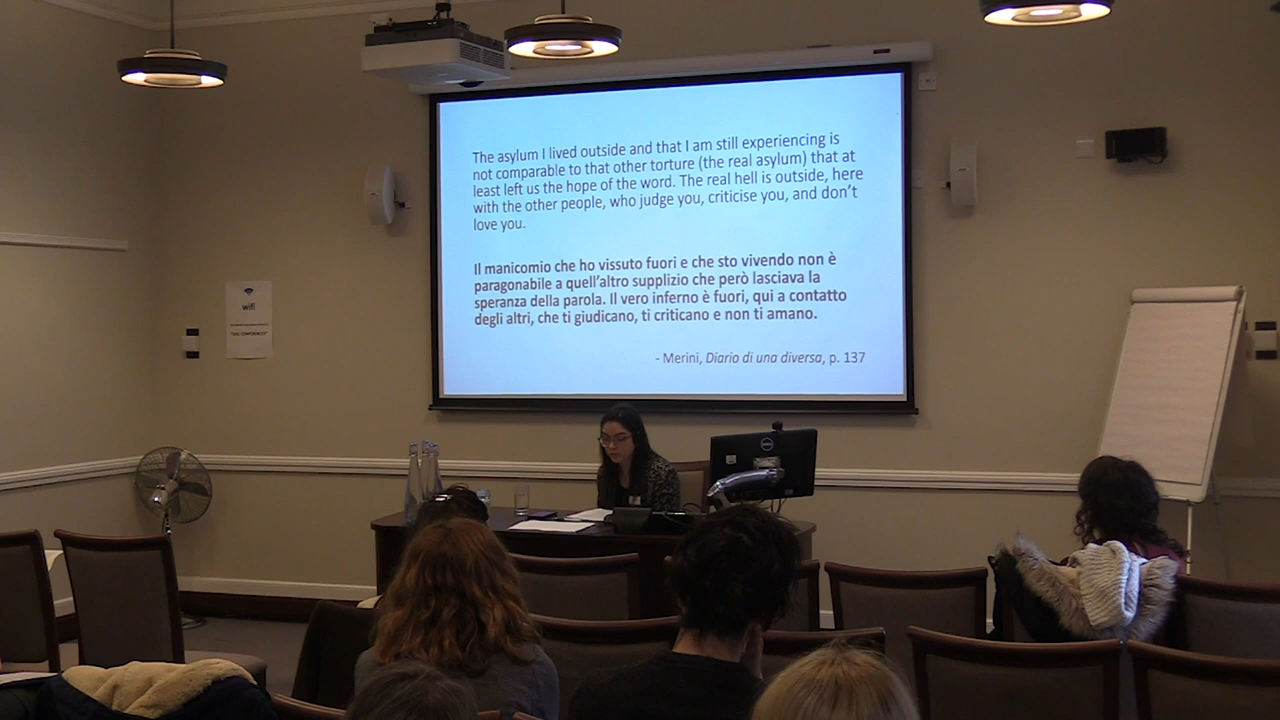 The asylum I lived outside and that I am still experiencing is
not comparable to that other torture (the real asylum) that at
least left us the hope of the word. The real hell is outside, here
with the other people, who judge you, criticise you, and don't
love you.
Il manicomio che ho vissuto fuori e che sto vivendo non è
paragonabile a quell'altro supplizio che però lasciava la
speranza della parola. Il vero inferno è fuori, qui a contatto
degli altri, che ti giudicano, ti criticano e non ti amano.
- Merini, Diario di una diversa, p. 137
wifi